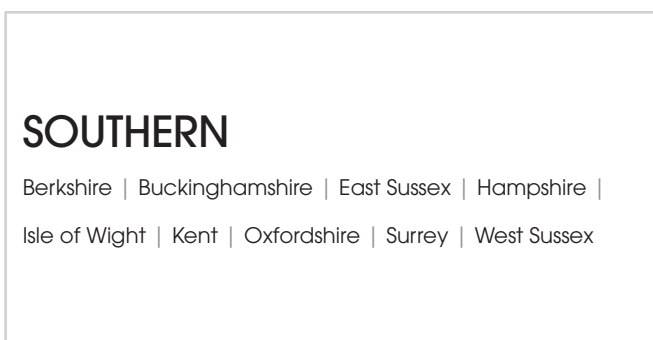 SOUTHERN
Berkshire | Buckinghamshire | East Sussex | Hampshire |
Isle of Wight | Kent | Oxfordshire | Surrey | West Sussex